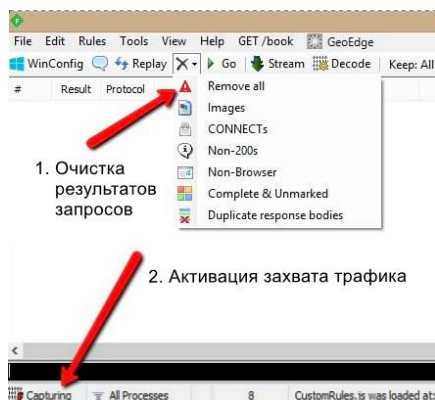 File Edit Rules Tools View Help GET /book GeoEdge
WinConfig Replay X Go Stream Decode Keep: All
# Result Protocol
Remove all
Images
CONNECTs
Non-200s
Non-Browser
Complete & Unmarked
Duplicate response bodies
1. Очистка
результатов
запросов
2. Активация захвата трафика
Capturing All Processes 8 CustomRules.js was loaded at: